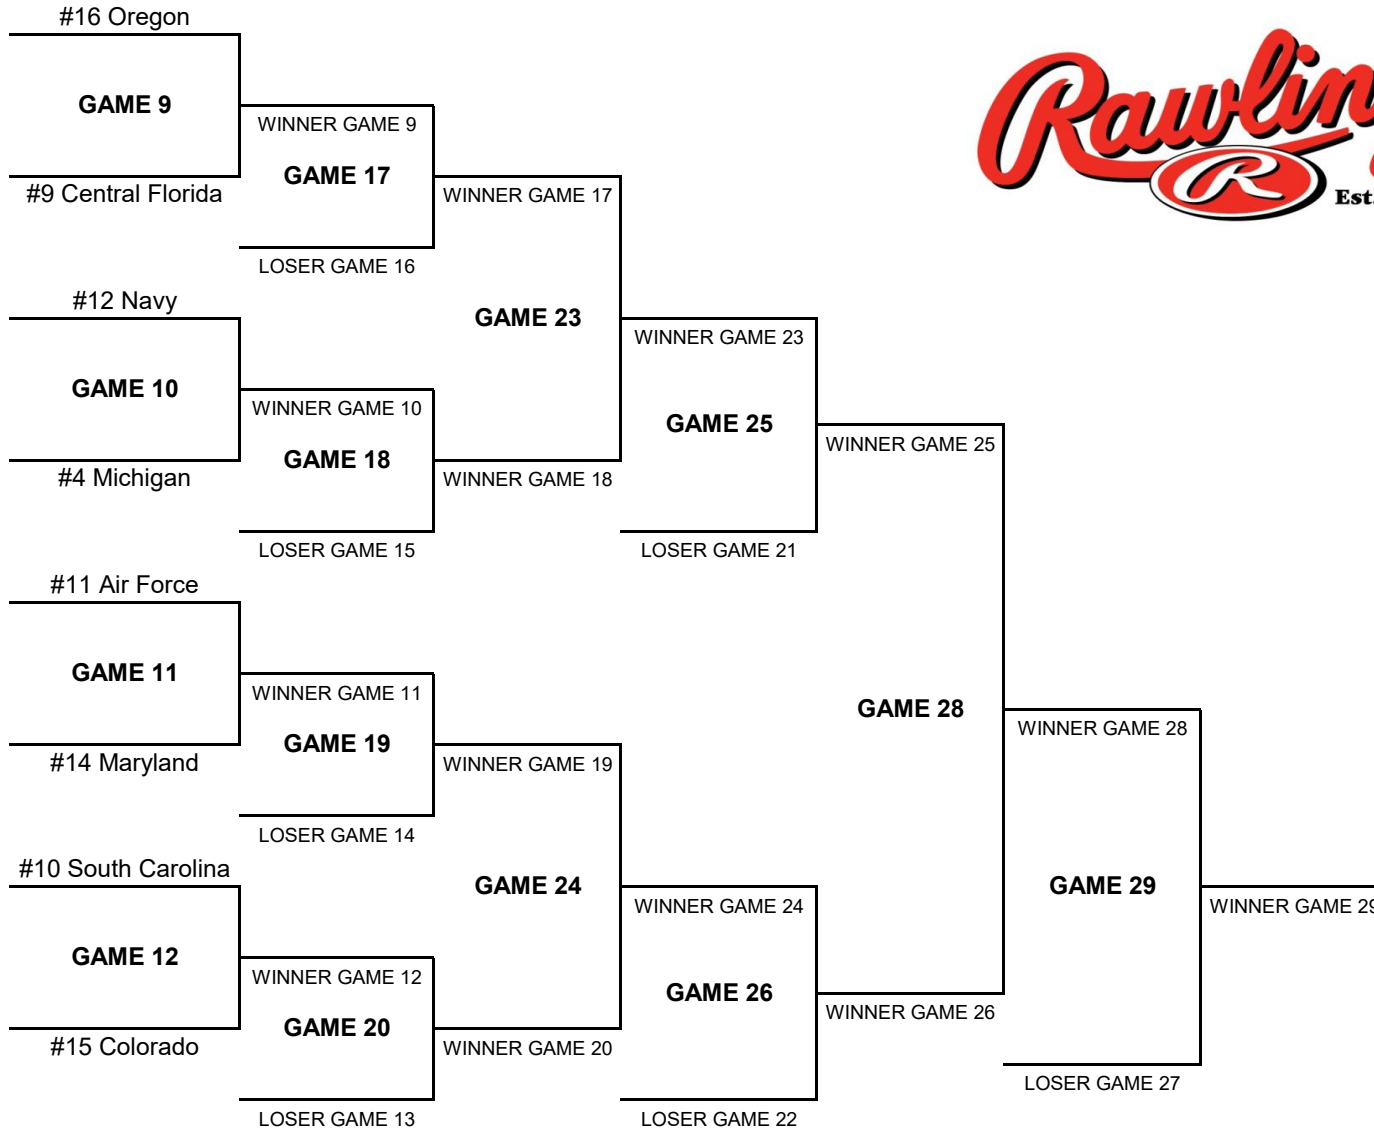 #16 Oregon
GAME 9
#9 Central Florida
WINNER GAME 9
GAME 17
LOSER GAME 16
#12 Navy
GAME 10
#4 Michigan
WINNER GAME 10
GAME 18
LOSER GAME 15
WINNER GAME 17
GAME 23
WINNER GAME 18
WINNER GAME 23
GAME 25
LOSER GAME 21
#11 Air Force
GAME 11
#14 Maryland
WINNER GAME 11
GAME 19
LOSER GAME 14
#10 South Carolina
GAME 12
#15 Colorado
WINNER GAME 12
GAME 20
LOSER GAME 13
WINNER GAME 19
GAME 24
WINNER GAME 20
WINNER GAME 24
GAME 26
LOSER GAME 22
WINNER GAME 25
GAME 28
WINNER GAME 26
WINNER GAME 28
GAME 29
LOSER GAME 27
WINNER GAME 29
Rawlin
R
Est.